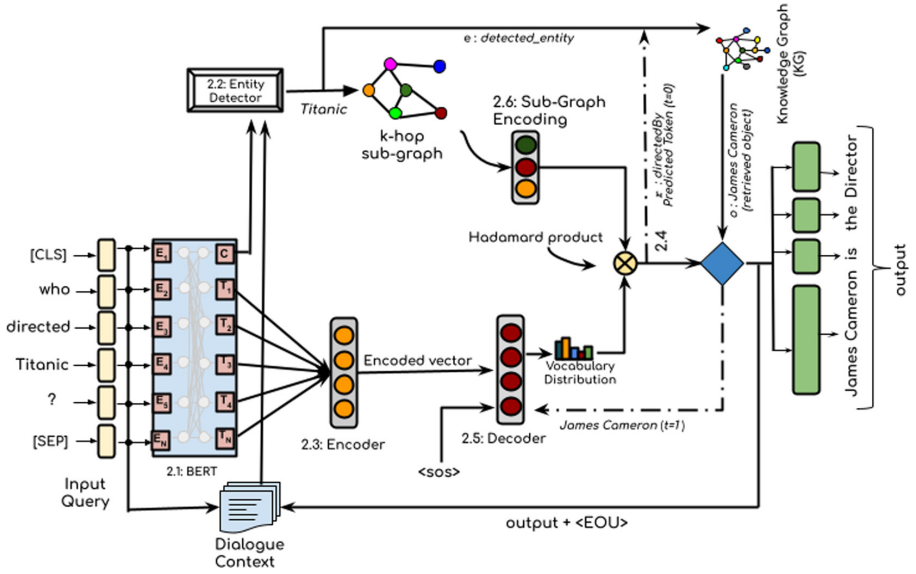 e : detected_entity
2.2: Entity
Detector
Titanic
k-hop
sub-graph
2.6: Sub-Graph
Encoding
r : directedBy
Predicted Token (t=0)
2.4
o : James Cameron
(retrieved object)
Knowledge Graph
(KG)
Hadamard product
[CLS]
who
directed
Titanic
?
[SEP]
E1
E2
E3
E4
E5
EN
C
T1
T2
T3
T4
TN
2.1: BERT
Input
Query
2.3: Encoder
Encoded vector
2.5: Decoder
<sos>
Vocabulary
Distribution
James Cameron (t=1)
James Cameron is the Director
output
output + <EOU>
Dialogue
Context